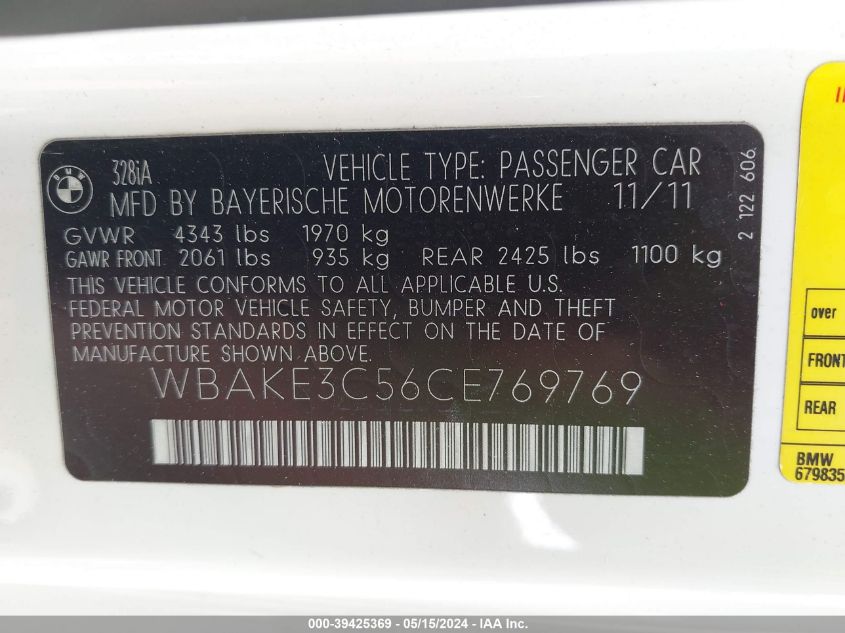 BMW
328iA VEHICLE TYPE: PASSENGER CAR
MFD BY BAYERISCHE MOTORENWERKE 11/11
GVWR 4343 lbs 1970 kg
GAWR FRONT 2061 lbs 935 kg REAR 2425 lbs 1100 kg
THIS VEHICLE CONFORMS TO ALL APPLICABLE U.S.
FEDERAL MOTOR VEHICLE SAFETY, BUMPER AND THEFT
PREVENTION STANDARDS IN EFFECT ON THE DATE OF
MANUFACTURE SHOWN ABOVE.
WBAKE3C56CE769769
2 122 606
over
FRONT
REAR
BMW
679835
000-39425369 - 05/15/2024 - © IAA Inc.